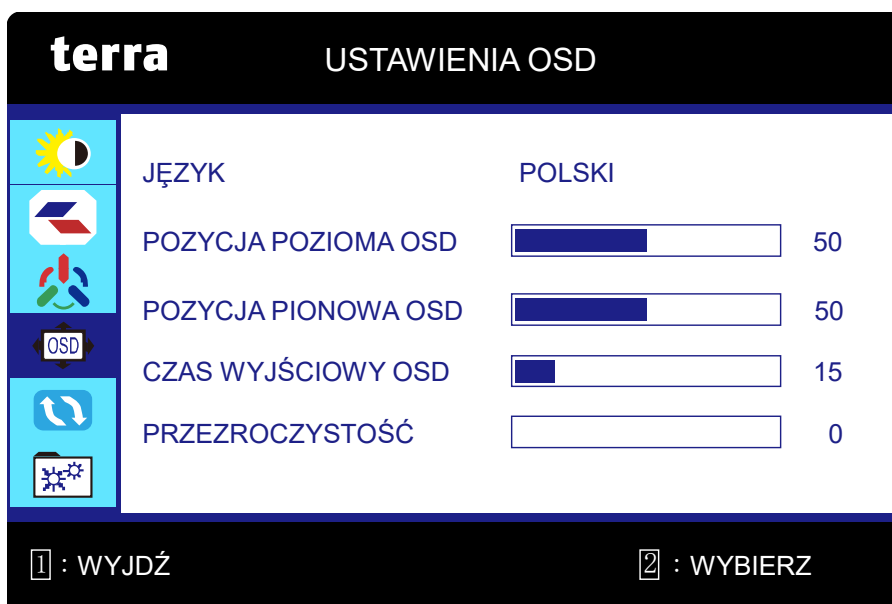 terra USTAWIENIA OSD
JĘZYK POLSKI
POZYCJA POZIOMA OSD 50
POZYCJA PIONOWA OSD 50
OSD
CZAS WYJŚCIOWY OSD 15
PRZEZROCZYSTOŚĆ 0
1 : WYJDŹ 2 : WYBIERZ